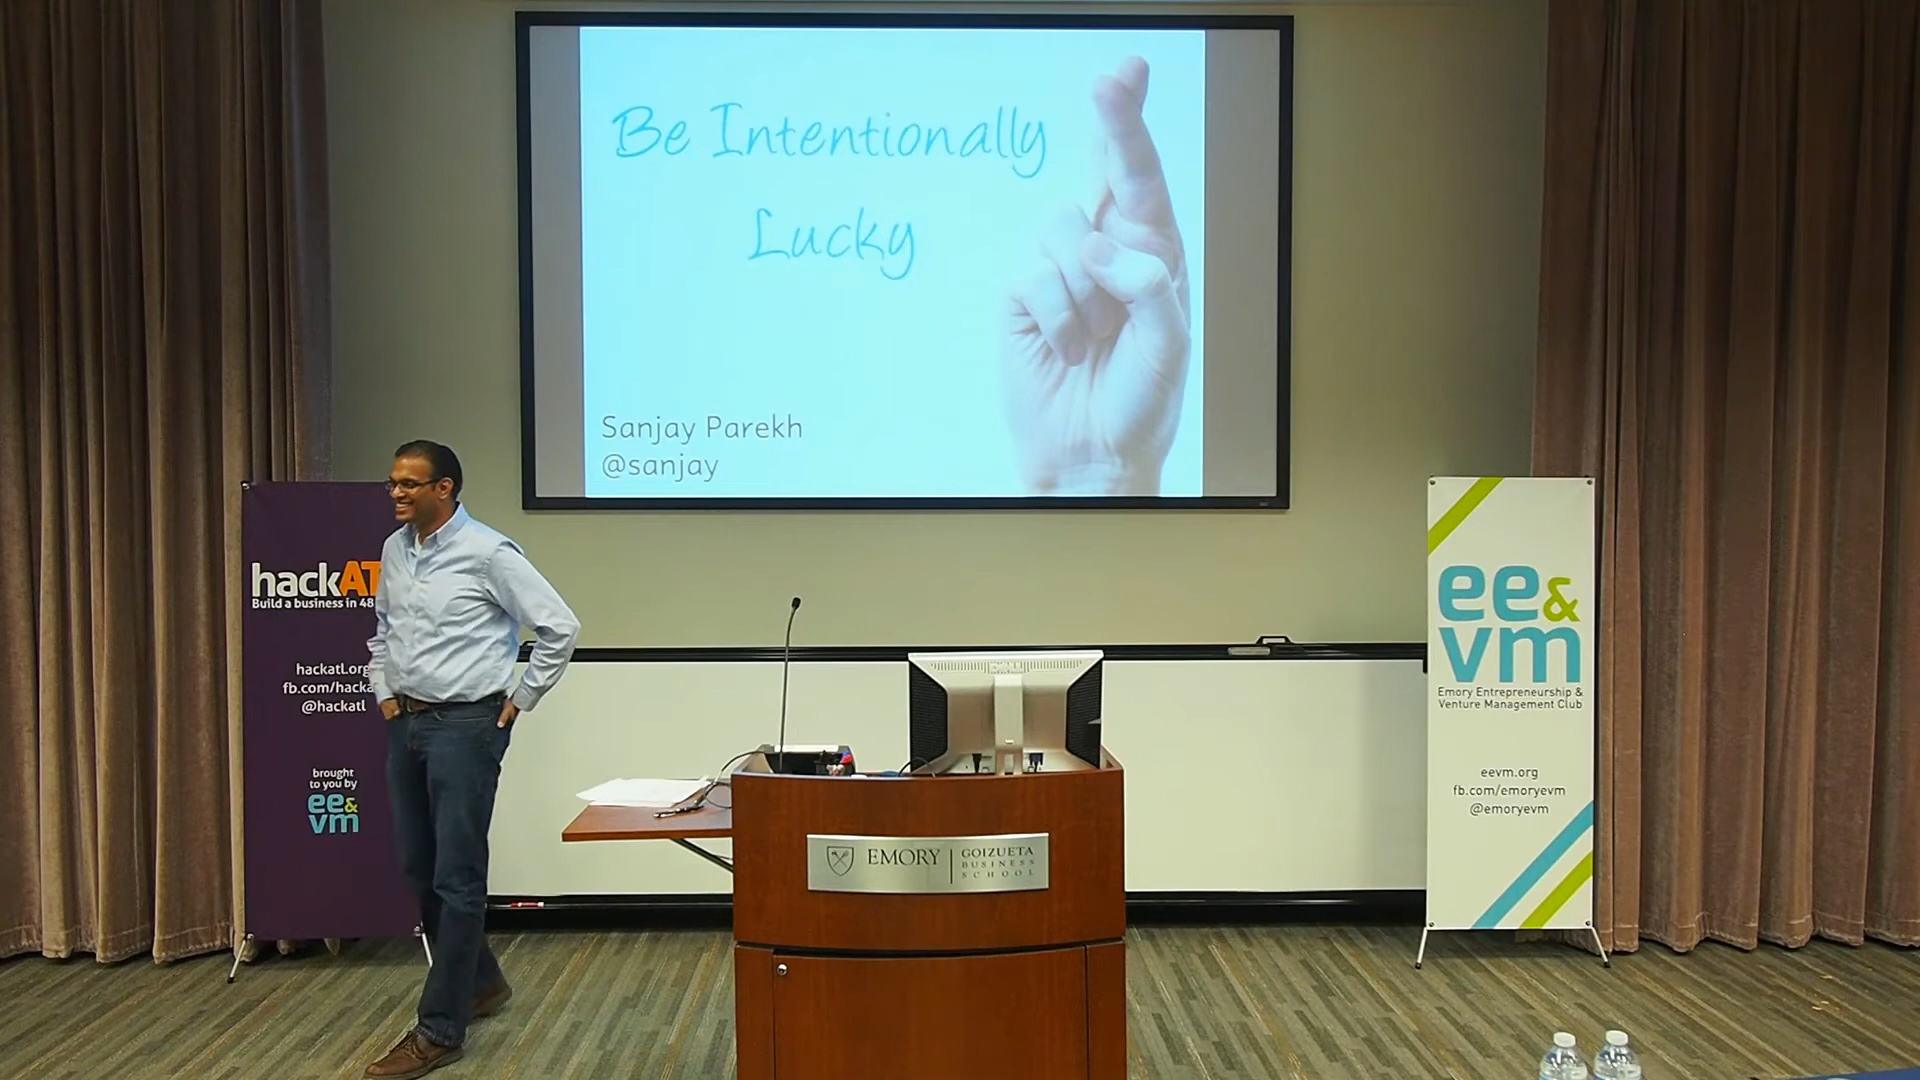 Be Intentionally
Lucky
Sanjay Parekh
@sanjay
hackAT
Build a business in 48
hackatl.org
fb.com/hacka
@hackatl
brought
to you by
ee&
vm
EMORY
GOIZUETA
BUSINESS
SCHOOL
ee&
vm
Emory Entrepreneurship &
Venture Management Club
eevm.org
fb.com/emoryevm
@emoryevm